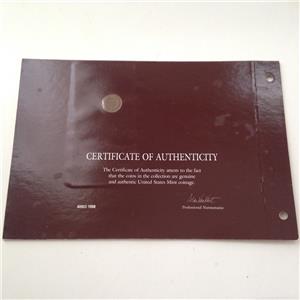 CERTIFICATE OF AUTHENTICITY
The Certificate of Authenticity attests to the fact
that the coins in the collection are genuine
and authentic United States Mint coinage.
Professional Numismatist